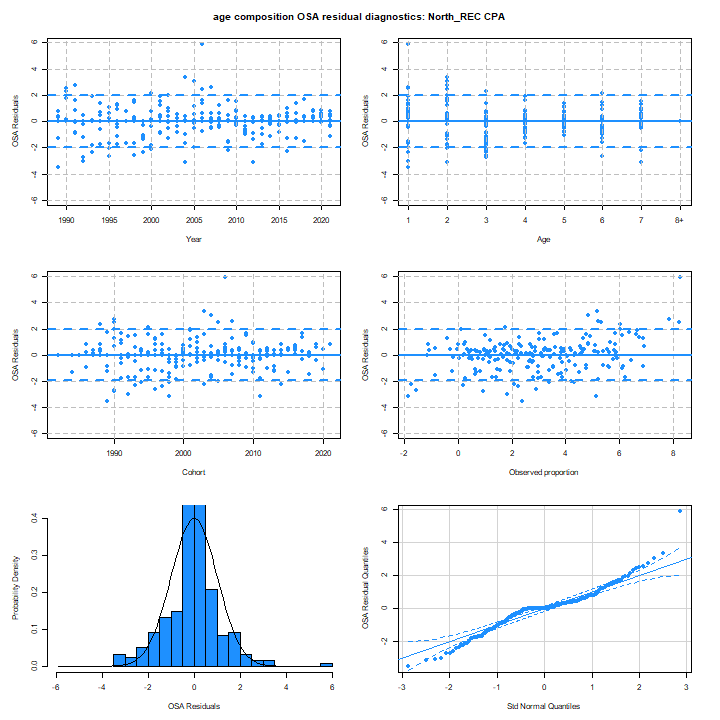 age composition OSA residual diagnostics: North_REC CPA
6
4
2
0
-2
-4
-6
OSA Residuals
1990 1995 2000 2005 2010 2015 2020
Year
6
4
2
0
-2
-4
-6
OSA Residuals
1 2 3 4 5 6 7 8+
Age
6
4
2
0
-2
-4
-6
OSA Residuals
1990 2000 2010 2020
Cohort
6
4
2
0
-2
-4
-6
OSA Residuals
-2 0 2 4 6 8
Observed proportion
0.4
0.3
0.2
0.1
0.0
Probability Density
-6 -4 -2 0 2 4 6
OSA Residuals
6
4
2
0
-2
OSA Residual Quantiles
-3 -2 -1 0 1 2 3
Std Normal Quantiles